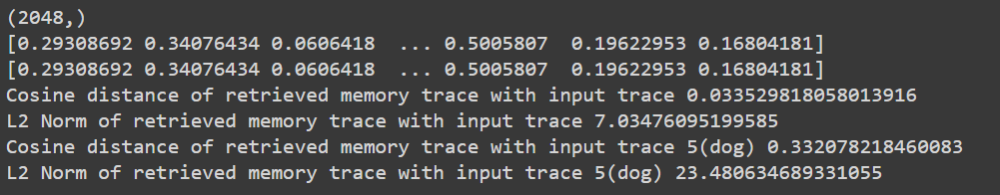 (2048,)
[0.29308692 0.34076434 0.0606418  ... 0.5005807  0.19622953 0.16804181]
[0.29308692 0.34076434 0.0606418  ... 0.5005807  0.19622953 0.16804181]
Cosine distance of retrieved memory trace with input trace 0.033529818058013916
L2 Norm of retrieved memory trace with input trace 7.03476095199585
Cosine distance of retrieved memory trace with input trace 5(dog) 0.332078218460083
L2 Norm of retrieved memory trace with input trace 5(dog) 23.480634689331055